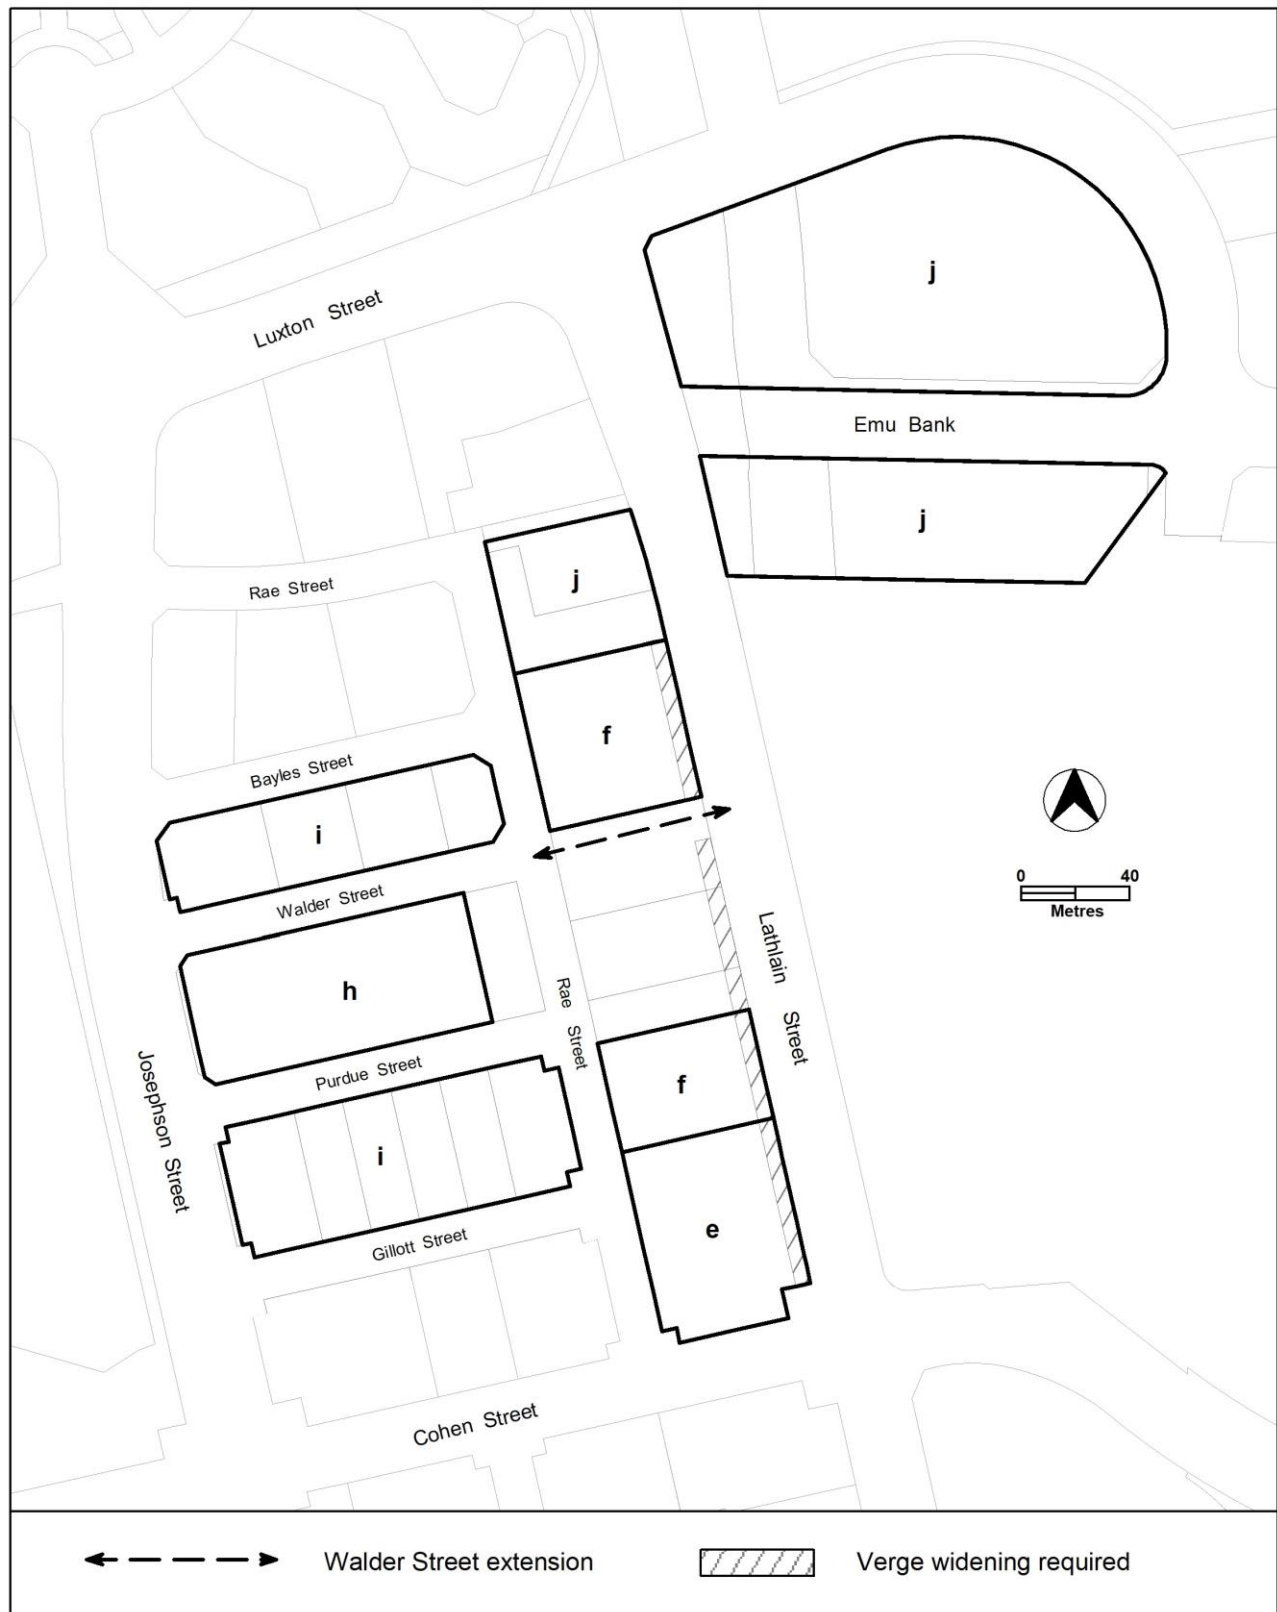 j
Luxton Street
Emu Bank
j
j
Rae Street
f
Bayles Street
i
0 40
Metres
Walder Street
Lathlain Street
h
Rae Street
Purdue Street
Josephson Street
f
i
e
Gillott Street
Cohen Street
Walder Street extension
Verge widening required